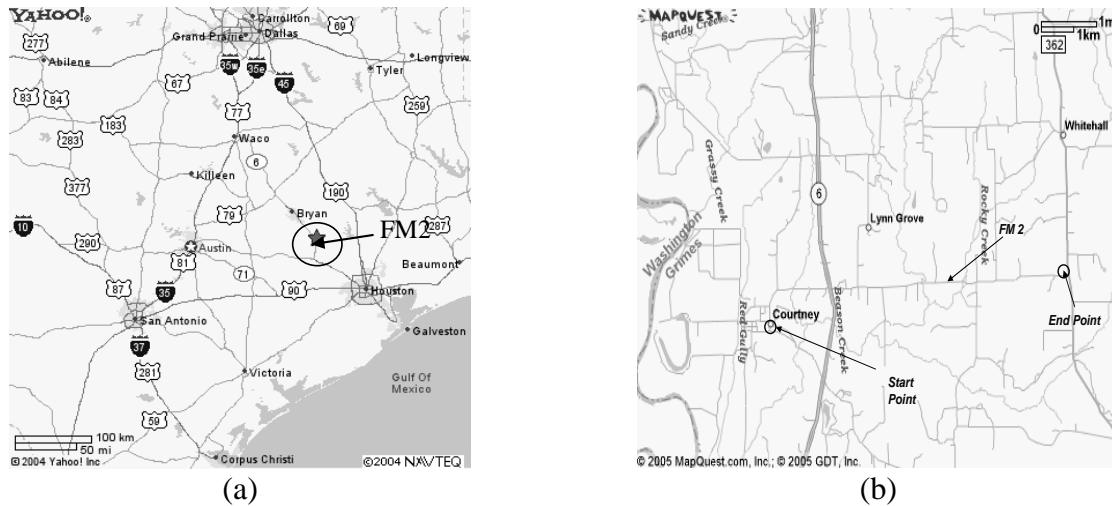 YAHOO!®
Carrollton
Grand Prairie
Dallas
69
277
Abilene
35w
35e
45
Longview
Tyler
67
83
84
77
259
183
Waco
283
6
Killeen
190
377
79
Bryan
FM2
287
10
290
Austin
Beaumont
81
71
87
35
90
Houston
San Antonio
Galveston
37
281
Victoria
Gulf Of
Mexico
59
100 km
50 mi
Corpus Christi
© 2004 Yahoo! Inc
©2004 NAVTEQ
(a)
MAPQUEST
Sandy Creek
0
1m
1km
362
Whitehall
Grassy Creek
6
Rocky Creek
Lynn Grove
FM 2
Washington
Grimes
Beason Creek
Red Gully
Courtney
End Point
Start
Point
© 2005 MapQuest.com, Inc.; © 2005 GDT, Inc.
(b)